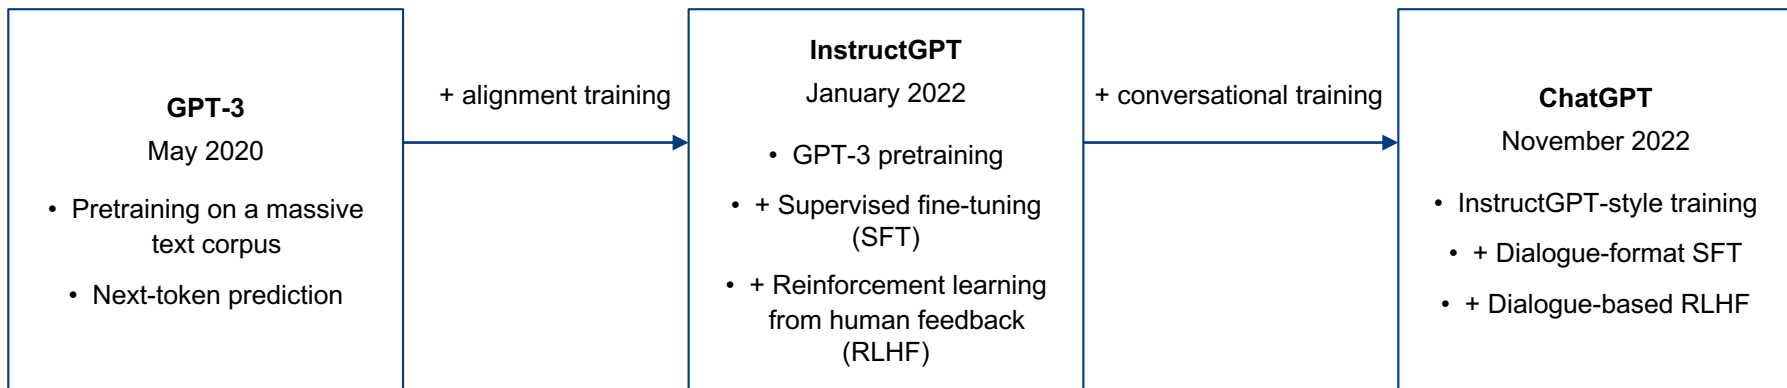 GPT-3
May 2020
• Pretraining on a massive
text corpus
• Next-token prediction
+ alignment training
InstructGPT
January 2022
• GPT-3 pretraining
• + Supervised fine-tuning
(SFT)
• + Reinforcement learning
from human feedback
(RLHF)
+ conversational training
ChatGPT
November 2022
• InstructGPT-style training
• + Dialogue-format SFT
• + Dialogue-based RLHF